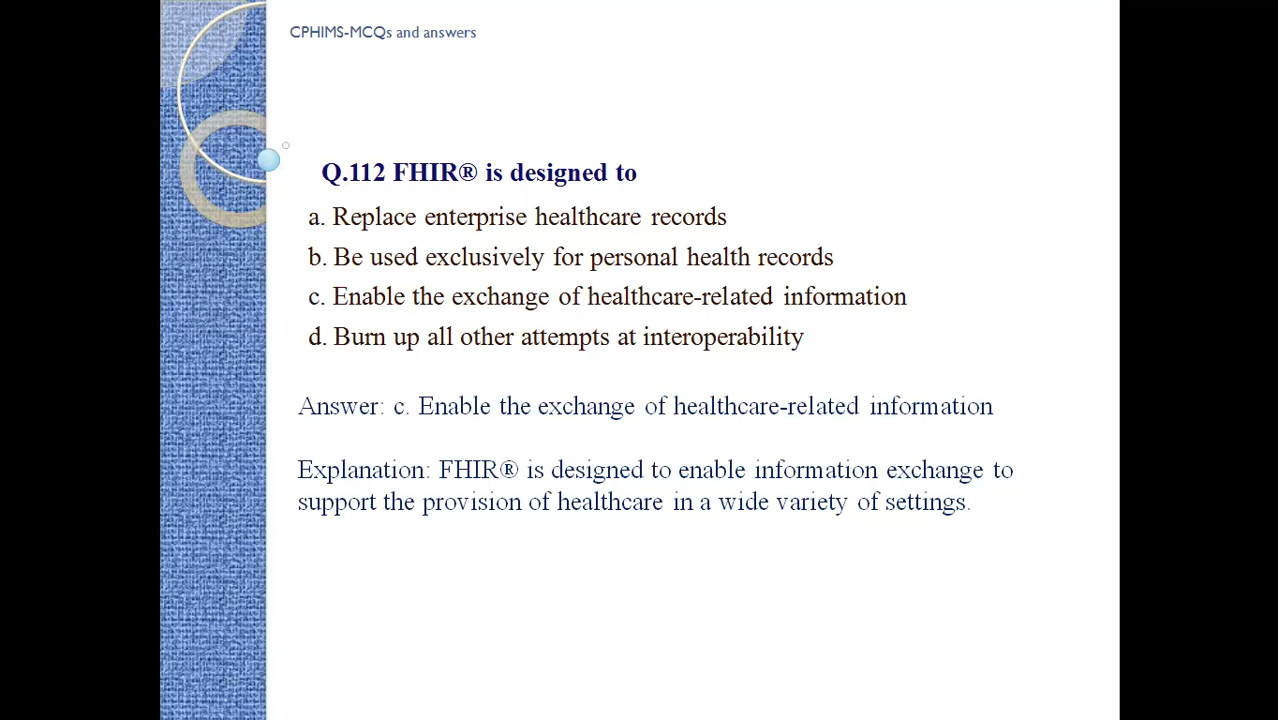 CPHIMS-MCQs and answers
Q.112 FHIR® is designed to
a. Replace enterprise healthcare records
b. Be used exclusively for personal health records
c. Enable the exchange of healthcare-related information
d. Burn up all other attempts at interoperability
Answer: c. Enable the exchange of healthcare-related information
Explanation: FHIR® is designed to enable information exchange to
support the provision of healthcare in a wide variety of settings.